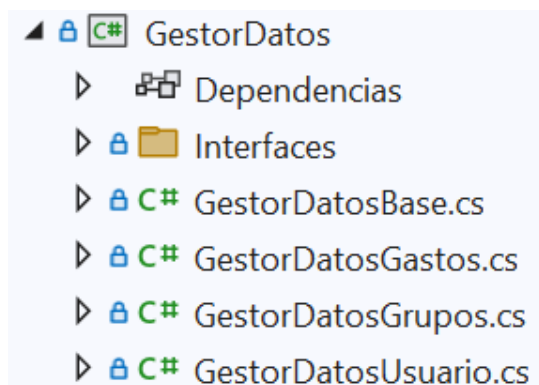 C# GestorDatos
Dependencias
Interfaces
C# GestorDatosBase.cs
C# GestorDatosGastos.cs
C# GestorDatosGrupos.cs
C# GestorDatosUsuario.cs